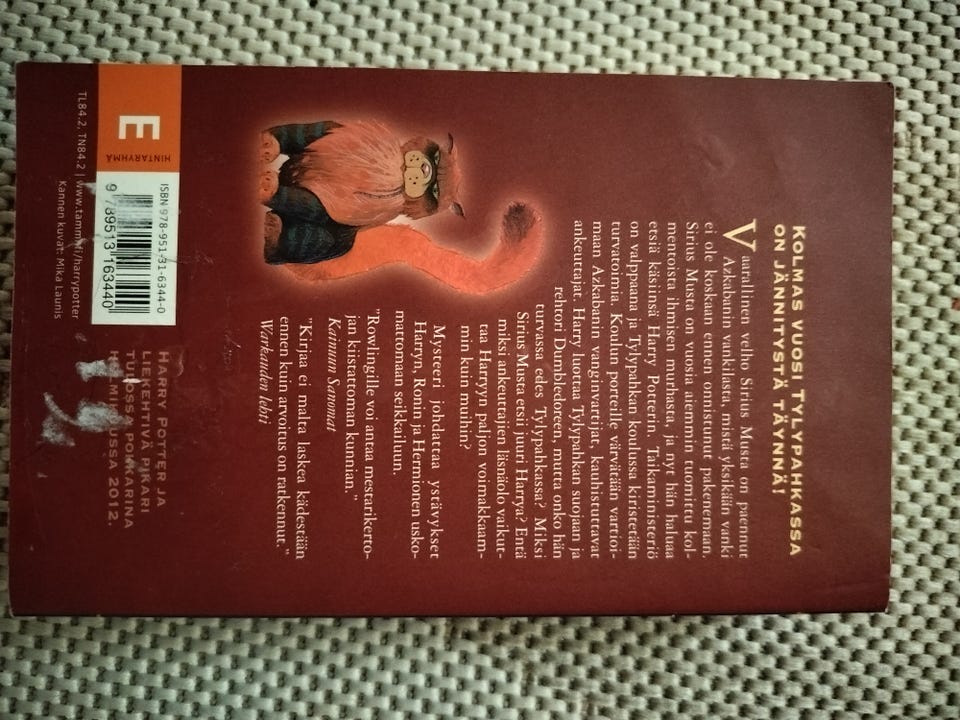 KOLMAS VUOSI TYLYPAHKASSA
ON JÄNNITYSTÄ TÄYNNÄ!
Vaarallinen velho Sirius Musta on paennut
Azkabanin vankilasta, mistä yksikään vanki
ei ole koskaan ennen onnistunut pakenemaan.
Sirius Musta on vuosia aiemmin tuomittu kol-
mentoista ihmisen murhasta, ja nyt hän haluaa
etsiä käsiinsä Harry Potterin. Taikaministeriö
on valppaana ja Tylypahkan koulussa kiristetään
turvatoimia. Koulun porteille värvätään vartioi-
maan Azkabanin vanginvartijat, kauhistuttavat
ankeuttajat. Harry luottaa Tylypahkan suojaan ja
rehtori Dumbledoreen, mutta onko hän
turvassa edes Tylypahkassa? Miksi
Sirius Musta etsii juuri Harrya? Entä
miksi ankeuttajien läsnäolo vaikut-
taa Harryyn paljon voimakkaam-
min kuin muihin?
Mysteeri johdattaa ystävykset
Harryn, Ronin ja Hermionen usko-
mattomaan seikkailuun.
"Rowlingille voi antaa mestarikerto-
jan kiistattoman kunnian."
Kainuun Sanomat
"Kirjaa ei malta laskea kädestään
ennen kuin arvoitus on ratkennut."
Warkauden lehti
HARRY POTTER JA
LIEKEHTIVÄ PIKARI
TULOSSA POKKARINA
HELMIKUUSSA 2012.
HINTARYHMÄ
E
ISBN 978-951-31-6344-0
9 789513 163440
TL84.2, TN84.2 | www.tammi.fi/harrypotter
Kannen kuvat: Mika Launis